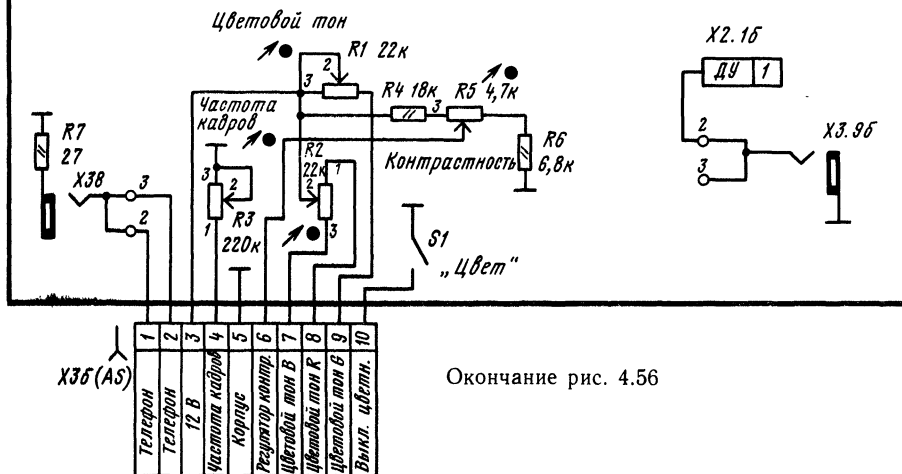 Цветовой тон
2
R1 22к
3
Частота
кадров
R4 18к
3
R5
4,7к
R6
6,8к
Контрастность
R7
27
Х38
3
2
3
2
1
R3
220к
R2
22к
1
2
3
S1
„Цвет"
Х2.1б
ДУ 1
2
3
Х3.9б
Х3б(А5)
1 2 3 4 5 6 7 8 9 10
Телефон
Телефон
12 В
Частота кадров
Корпус
Регулятор контр.
Цветовой тон В
Цветовой тон R
Цветовой тон G
Выкл. цветн.
Окончание рис. 4.56